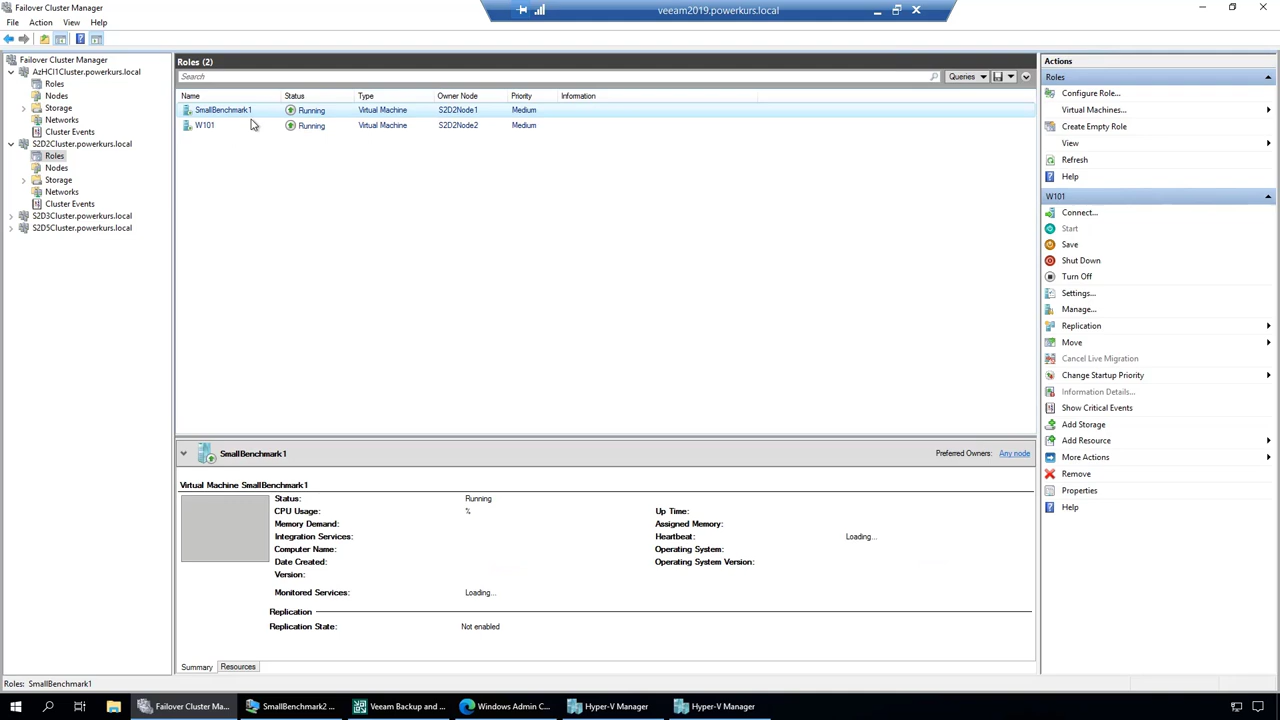 Failover Cluster Manager
veeam2019.powerkurs.local
File Action View Help
Failover Cluster Manager
AzHCI1Cluster.powerkurs.local
Roles
Nodes
Storage
Networks
Cluster Events
S2D2Cluster.powerkurs.local
Roles
Nodes
Storage
Networks
Cluster Events
S2D3Cluster.powerkurs.local
S2D5Cluster.powerkurs.local
Roles (2)
Search
Queries
Name Status Type Owner Node Priority Information
SmallBenchmark1 Running Virtual Machine S2D2Node1 Medium
W101 Running Virtual Machine S2D2Node2 Medium
SmallBenchmark1
Preferred Owners: Any node
Virtual Machine SmallBenchmark1
Status: Running
CPU Usage: % Up Time:
Memory Demand: Assigned Memory:
Integration Services: Heartbeat: Loading...
Computer Name: Operating System:
Date Created: Operating System Version:
Version:
Monitored Services: Loading...
Replication
Replication State: Not enabled
Summary Resources
Actions
Roles
Configure Role...
Virtual Machines...
Create Empty Role
View
Refresh
Help
W101
Connect...
Start
Save
Shut Down
Turn Off
Settings...
Manage...
Replication
Move
Cancel Live Migration
Change Startup Priority
Information Details...
Show Critical Events
Add Storage
Add Resource
More Actions
Remove
Properties
Help
Roles: SmallBenchmark1
Failover Cluster Ma...
SmallBenchmark2 ...
Veeam Backup and ...
Windows Admin C...
Hyper-V Manager
Hyper-V Manager